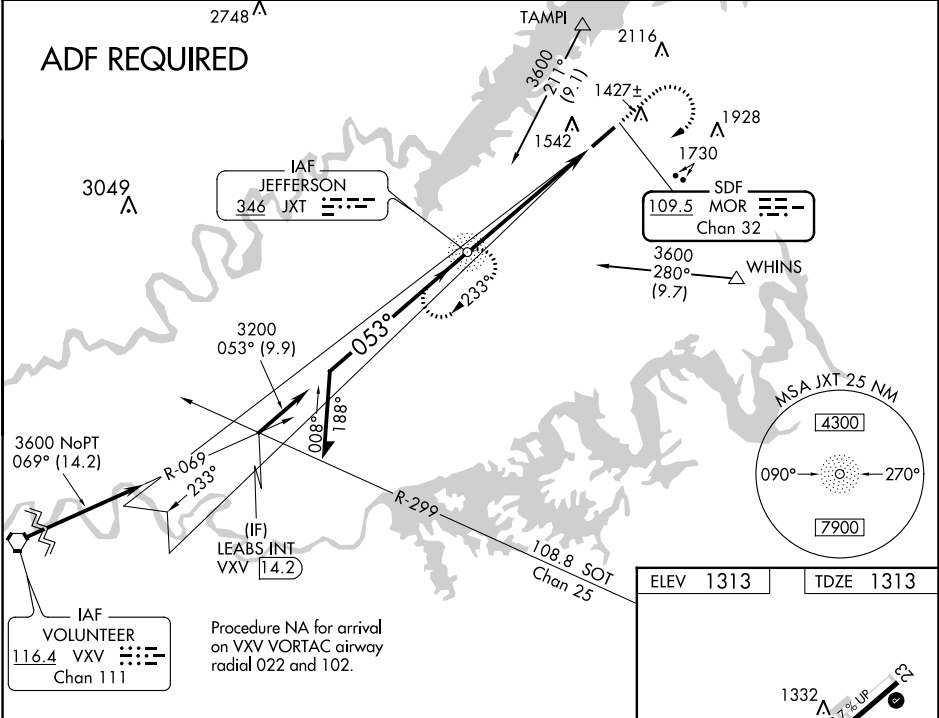 2748
TAMPI
ADF REQUIRED
2116
3600
211°
(9.1)
1427±
1542
1928
1730
IAF
JEFFERSON
346 JXT
3049
SDF
109.5 MOR
Chan 32
3600
280°
(9.7)
WHINS
233°
053°
3200
053° (9.9)
008°
188°
MSA JXT 25 NM
4300
090°
270°
7900
3600 NoPT
069° (14.2)
R-069
233°
R-299
(IF)
LEABS INT
VXV 14.2
108.8 SOT
Chan 25
ELEV 1313
TDZE 1313
IAF
VOLUNTEER
116.4 VXV
Chan 111
Procedure NA for arrival
on VXV VORTAC airway
radial 022 and 102.
23
1332
% UP
P